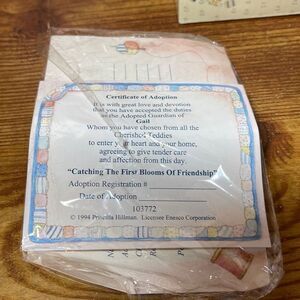 Certificate of Adoption
It is with great love and devotion
that you have accepted the duties
as the Adopted Guardian of
Gail
Whom you have chosen from all the
Cherished Teddies
to enter your heart and your home,
agreeing to give tender care
and affection from this day.
"Catching The First Blooms Of Friendship"
Adoption Registration #
Date of Adoption
103772
© 1994 Priscilla Hillman. Licensee Enesco Corporation